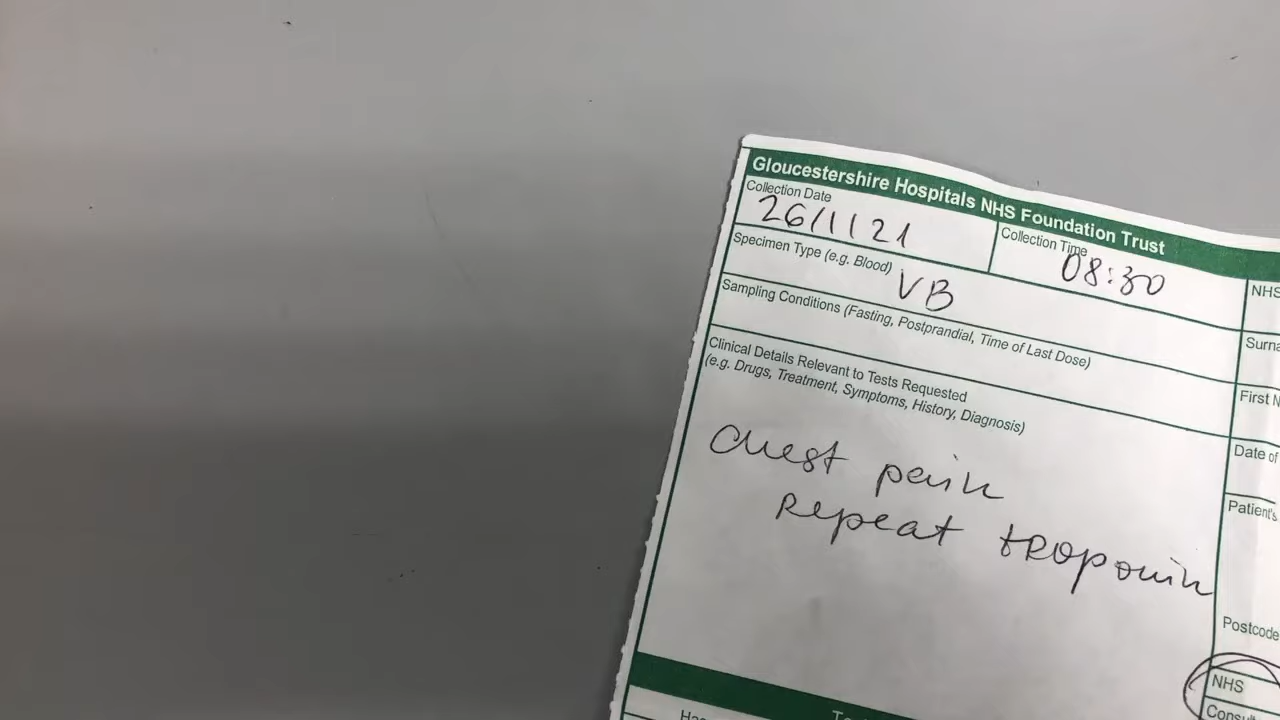 Gloucestershire Hospitals NHS Foundation Trust
Collection Date
26/11 21
Collection Time
08:30
NHS
Specimen Type (e.g. Blood)
VB
Surna
Sampling Conditions (Fasting, Postprandial, Time of Last Dose)
First N
Clinical Details Relevant to Tests Requested
(e.g. Drugs, Treatment, Symptoms, History, Diagnosis)
Date of
Patient's
Chest pain
Repeat troponin
Postcode
NHS
Consult